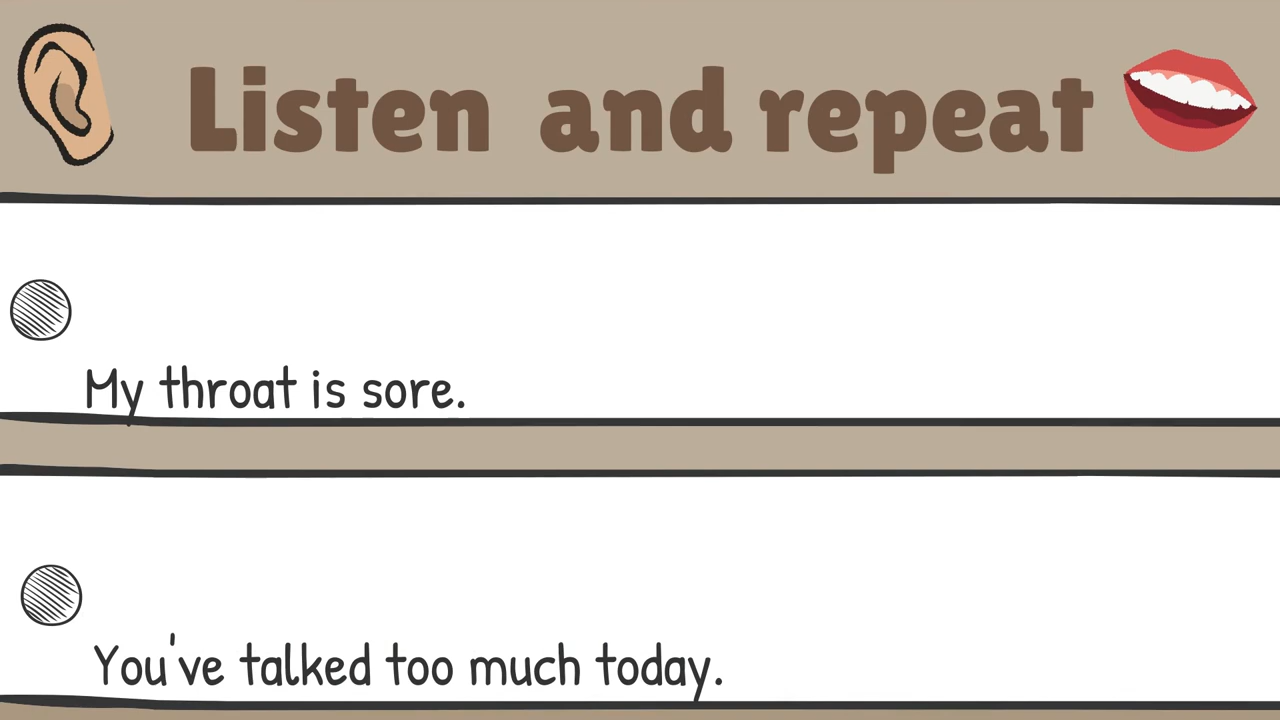 Listen and repeat
My throat is sore.
You've talked too much today.